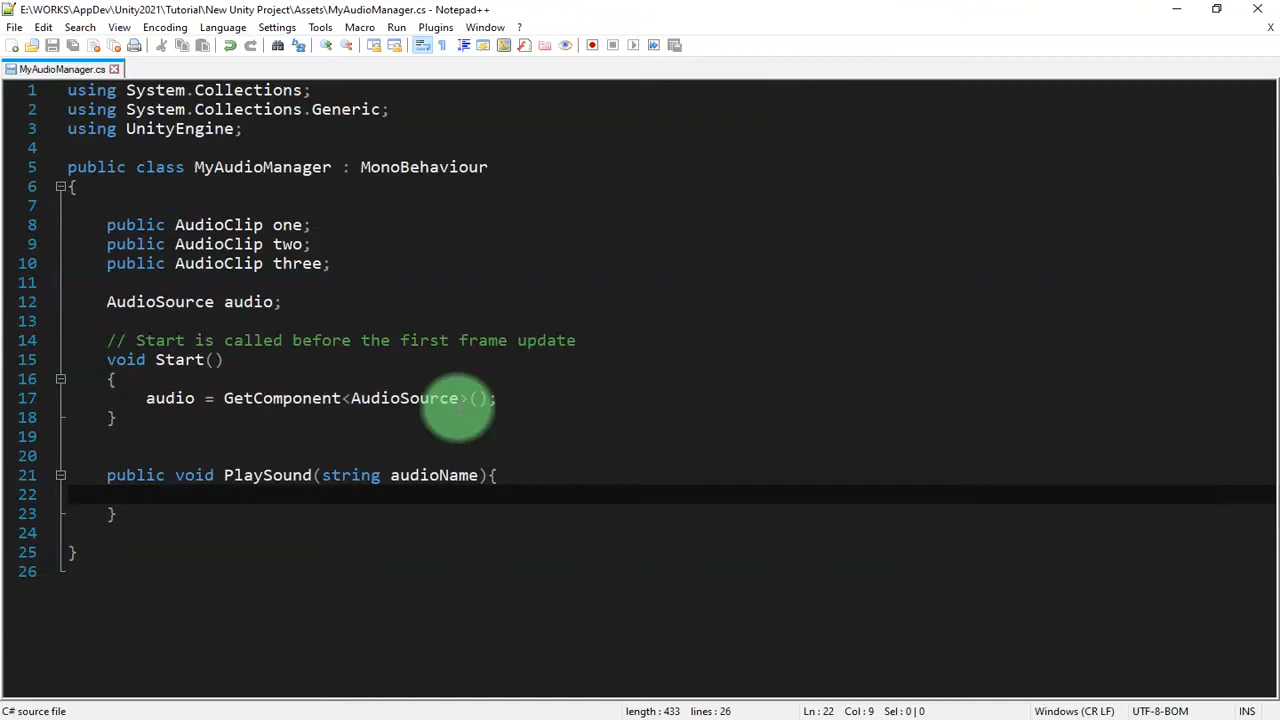 E:\WORKS\AppDev\Unity2021\Tutorial\New Unity Project\Assets\MyAudioManager.cs - Notepad++
File Edit Search View Encoding Language Settings Tools Macro Run Plugins Window ? X
MyAudioManager.cs
1 using System.Collections;
2 using System.Collections.Generic;
3 using UnityEngine;
4
5 public class MyAudioManager : MonoBehaviour
6 {
7
8 public AudioClip one;
9 public AudioClip two;
10 public AudioClip three;
11
12 AudioSource audio;
13
14 // Start is called before the first frame update
15 void Start()
16 {
17 audio = GetComponent<AudioSource>();
18 }
19
20
21 public void PlaySound(string audioName){
22
23 }
24
25 }
26
C# source file length : 433 lines : 26 Ln : 22 Col : 9 Sel : 0 | 0 Windows (CR LF) UTF-8-BOM INS